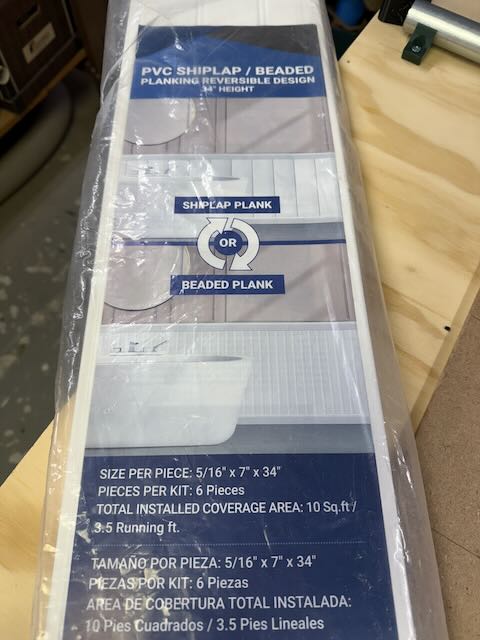 PVC SHIPLAP / BEADED
PLANKING REVERSIBLE DESIGN
34" HEIGHT
SHIPLAP PLANK
OR
BEADED PLANK
SIZE PER PIECE: 5/16" x 7" x 34"
PIECES PER KIT: 6 Pieces
TOTAL INSTALLED COVERAGE AREA: 10 Sq.ft /
3.5 Running ft.
TAMAÑO POR PIEZA: 5/16" x 7" x 34"
PIEZAS POR KIT: 6 Piezas
AREA DE COBERTURA TOTAL INSTALADA:
10 Pies Cuadrados / 3.5 Pies Lineales